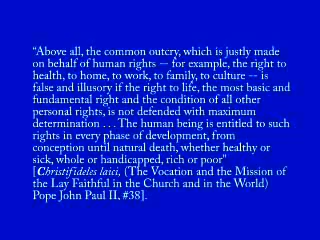 “Above all, the common outcry, which is justly made
on behalf of human rights -- for example, the right to
health, to home, to work, to family, to culture -- is
false and illusory if the right to life, the most basic and
fundamental right and the condition of all other
personal rights, is not defended with maximum
determination . . . The human being is entitled to such
rights in every phase of development, from
conception until natural death, whether healthy or
sick, whole or handicapped, rich or poor”
[Christifideles laici, (The Vocation and the Mission of
the Lay Faithful in the Church and in the World)
Pope John Paul II, #38].